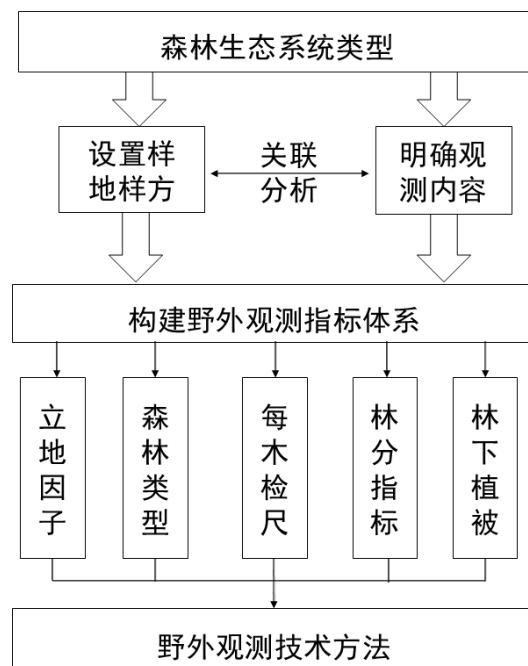 森林生态系统类型
设置样
地样方
关联
分析
明确观
测内容
构建野外观测指标体系
立地因子
森林类型
每木检尺
林分指标
林下植被
野外观测技术方法